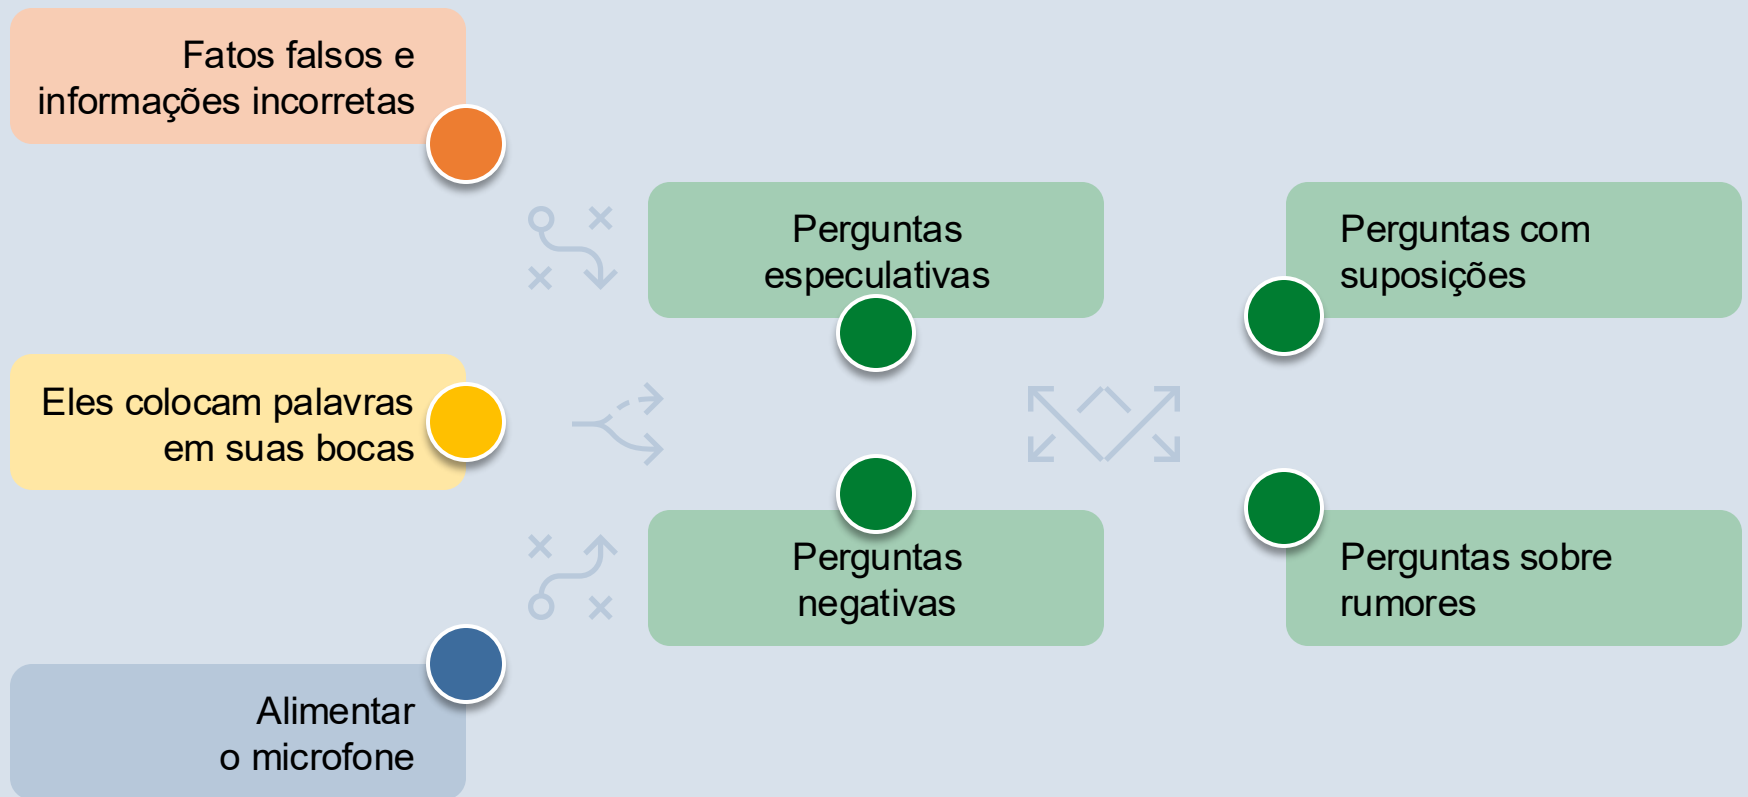 Fatos falsos e
informações incorretas
Eles colocam palavras
em suas bocas
Alimentar
o microfone
Perguntas
especulativas
Perguntas
negativas
Perguntas com
suposições
Perguntas sobre
rumores